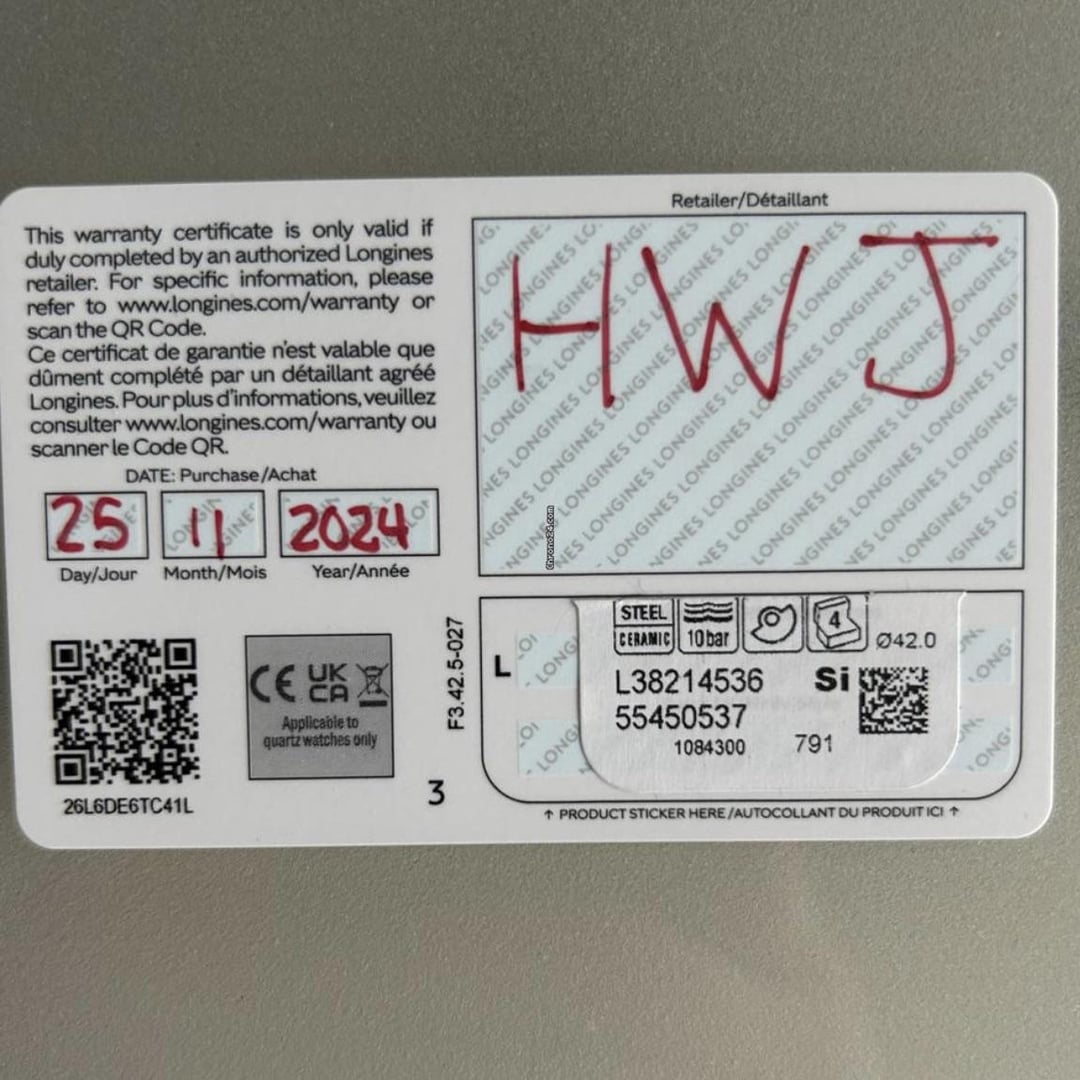 This warranty certificate is only valid if
duly completed by an authorized Longines
retailer. For specific information, please
refer to www.longines.com/warranty or
scan the QR Code.
Ce certificat de garantie n'est valable que
dûment complété par un détaillant agréé
Longines. Pour plus d'informations, veuillez
consulter www.longines.com/warranty ou
scanner le Code QR.
DATE: Purchase/Achat
25 11 2024
Day/Jour Month/Mois Year/Année
26L6DE6TC41L
CE UK
CA
Applicable to
quartz watches only
F3.42.5-027
3
Retailer/Détaillant
HWJ
Chrono24.com
L
STEEL
CERAMIC 10 bar 4 Ø42.0
L38214536 Si
55450537
1084300 791
↑ PRODUCT STICKER HERE / AUTOCOLLANT DU PRODUIT ICI ↑